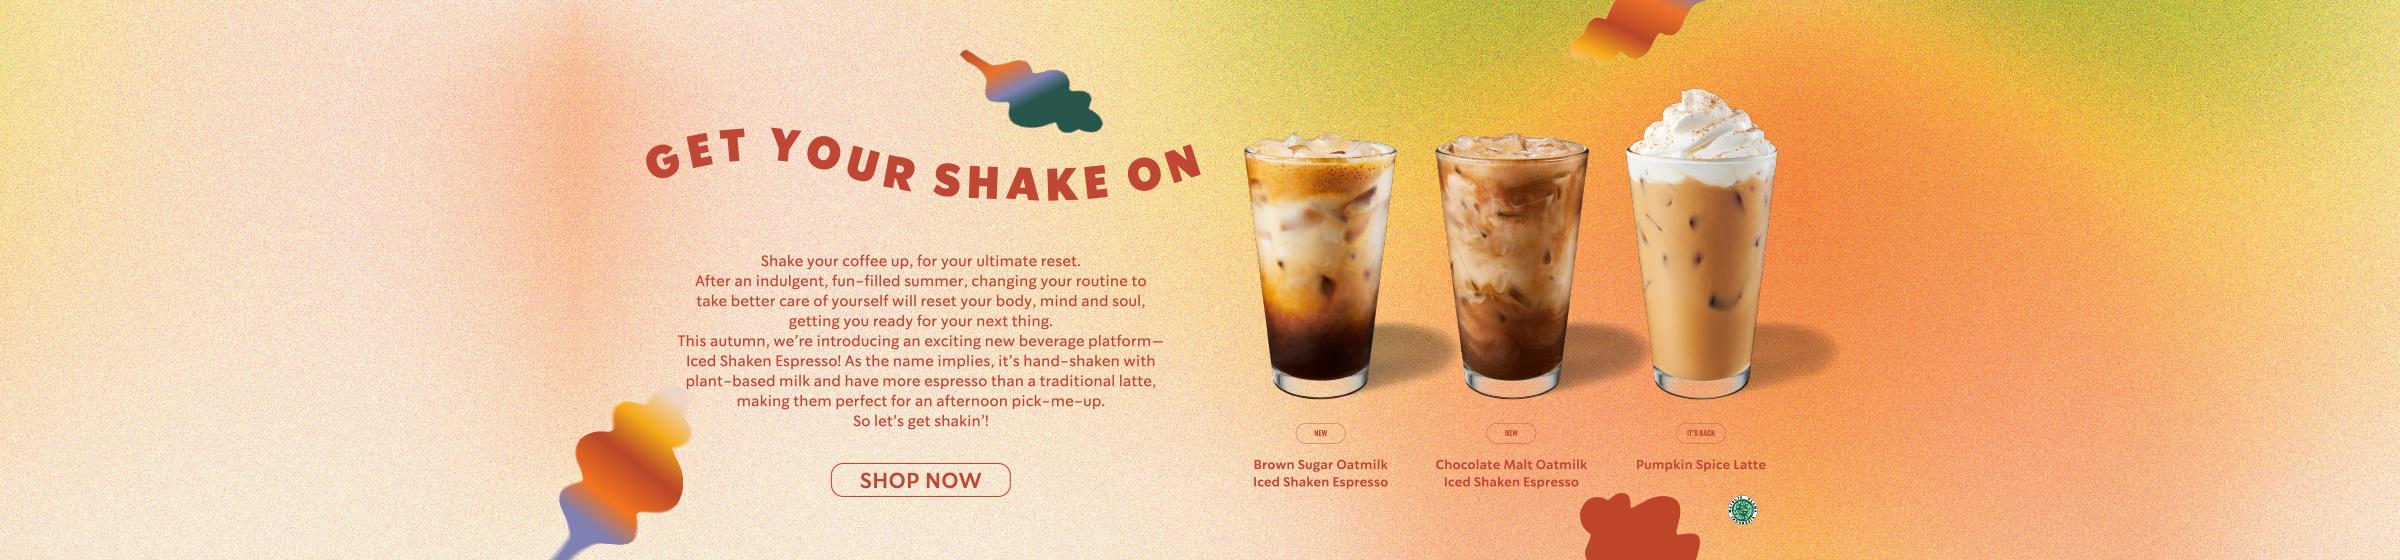 GET YOUR SHAKE ON
Shake your coffee up, for your ultimate reset.
After an indulgent, fun-filled summer, changing your routine to
take better care of yourself will reset your body, mind and soul,
getting you ready for your next thing.
This autumn, we're introducing an exciting new beverage platform—
Iced Shaken Espresso! As the name implies, it's hand-shaken with
plant-based milk and have more espresso than a traditional latte,
making them perfect for an afternoon pick-me-up.
So let's get shakin'!
SHOP NOW
NEW
Brown Sugar Oatmilk
Iced Shaken Espresso
NEW
Chocolate Malt Oatmilk
Iced Shaken Espresso
IT'S BACK
Pumpkin Spice Latte